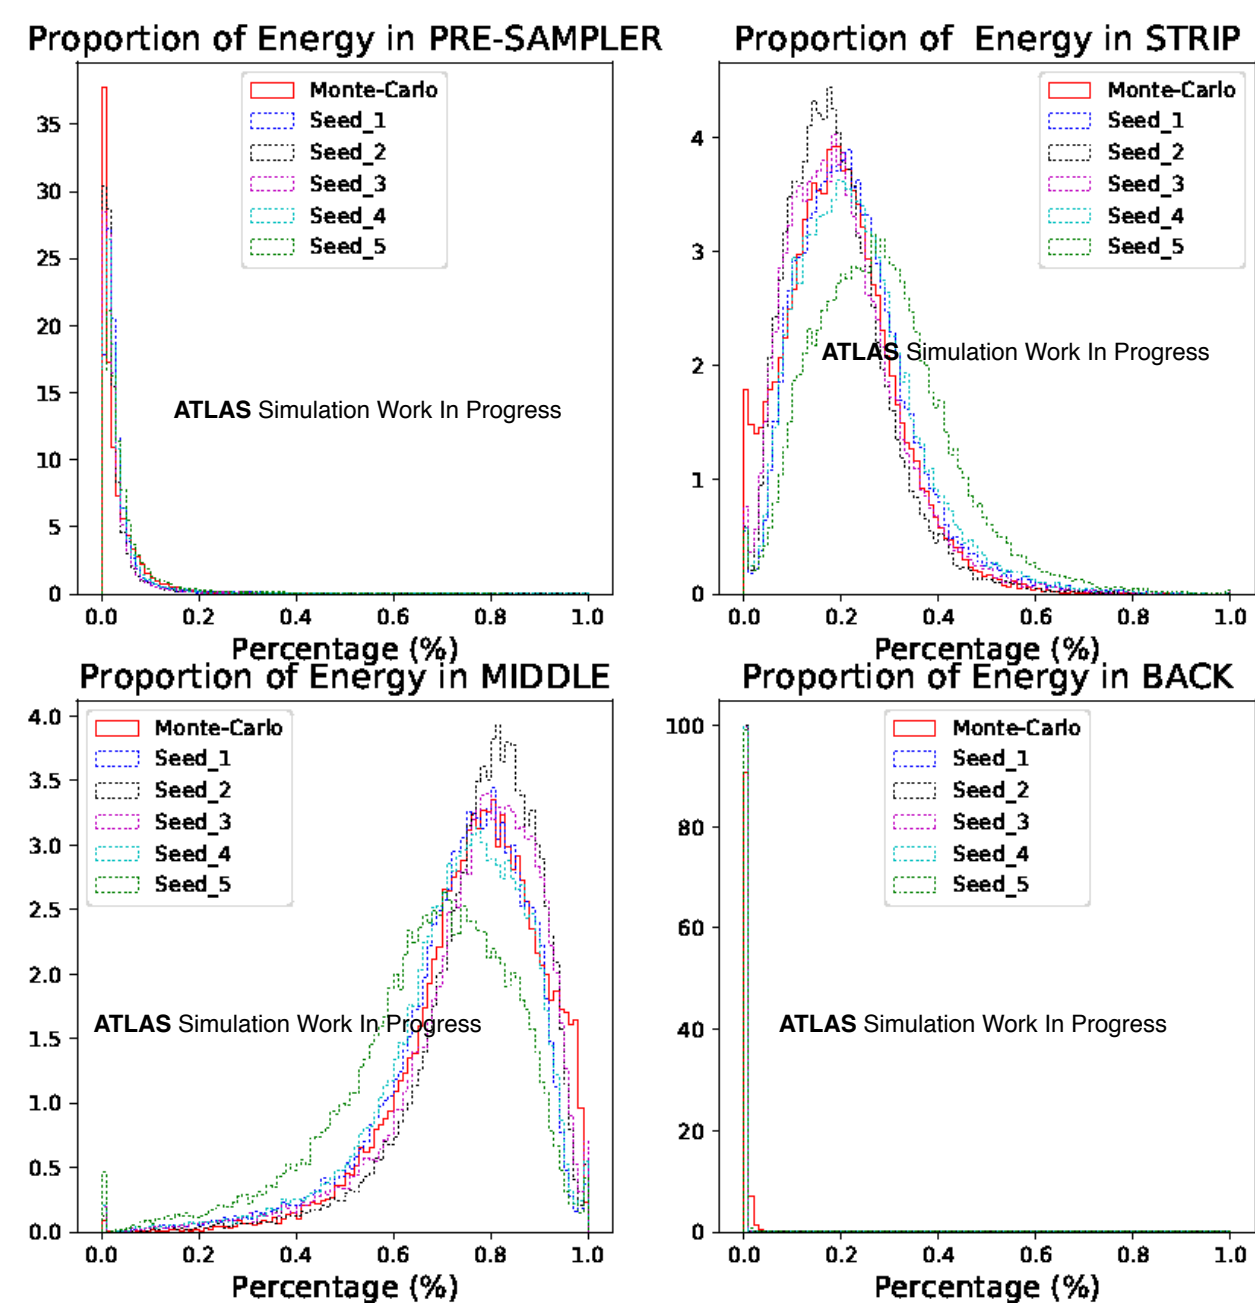 Proportion of Energy in PRE-SAMPLER
Monte-Carlo
Seed_1
Seed_2
Seed_3
Seed_4
Seed_5
35
30
25
20
15
10
5
0
ATLAS Simulation Work In Progress
0.0 0.2 0.4 0.6 0.8 1.0
Percentage (%)
Proportion of  Energy in STRIP
Monte-Carlo
Seed_1
Seed_2
Seed_3
Seed_4
Seed_5
4
3
2
1
0
ATLAS Simulation Work In Progress
0.0 0.2 0.4 0.6 0.8 1.0
Percentage (%)
Proportion of Energy in MIDDLE
Monte-Carlo
Seed_1
Seed_2
Seed_3
Seed_4
Seed_5
4.0
3.5
3.0
2.5
2.0
1.5
1.0
0.5
0.0
ATLAS Simulation Work In Progress
0.0 0.2 0.4 0.6 0.8 1.0
Percentage (%)
Proportion of Energy in BACK
Monte-Carlo
Seed_1
Seed_2
Seed_3
Seed_4
Seed_5
100
80
60
40
20
0
ATLAS Simulation Work In Progress
0.0 0.2 0.4 0.6 0.8 1.0
Percentage (%)